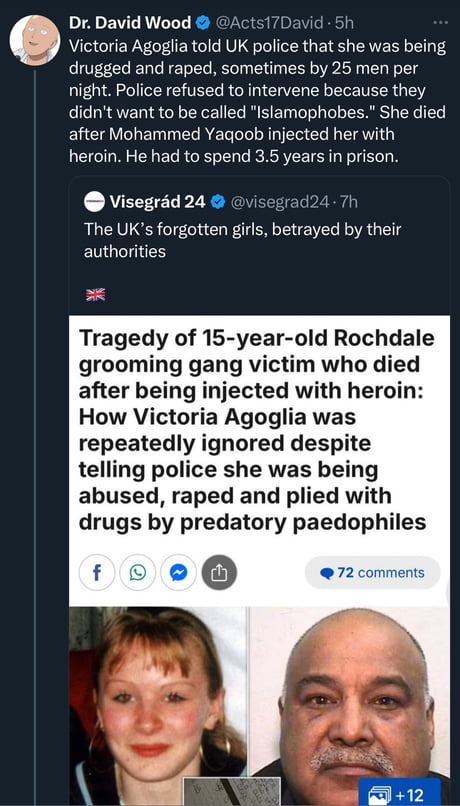 Dr. David Wood @Acts17David · 5h ...
Victoria Agoglia told UK police that she was being
drugged and raped, sometimes by 25 men per
night. Police refused to intervene because they
didn't want to be called "Islamophobes." She died
after Mohammed Yaqoob injected her with
heroin. He had to spend 3.5 years in prison.
Visegrád 24 @visegrad24 · 7h
The UK's forgotten girls, betrayed by their
authorities
Tragedy of 15-year-old Rochdale
grooming gang victim who died
after being injected with heroin:
How Victoria Agoglia was
repeatedly ignored despite
telling police she was being
abused, raped and plied with
drugs by predatory paedophiles
72 comments
+12